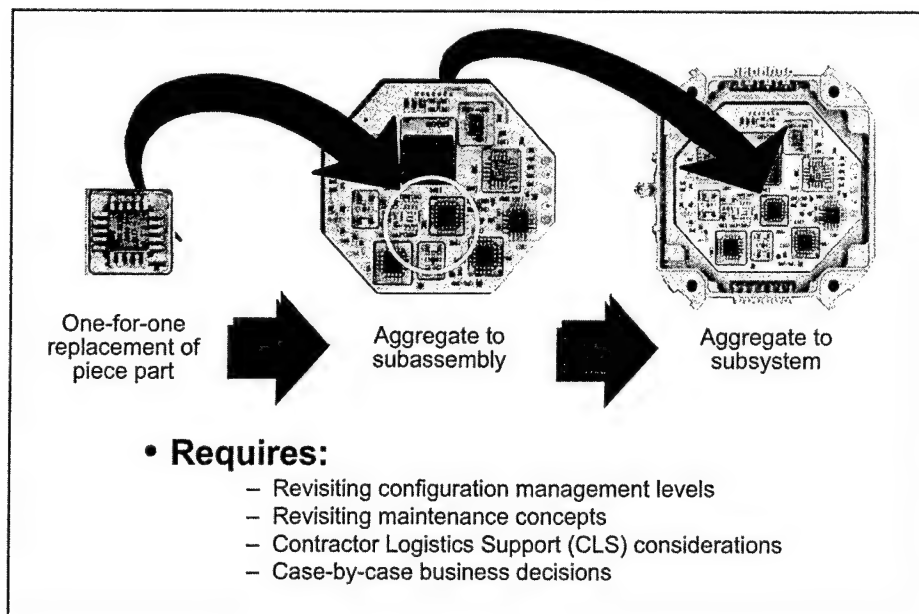 One-for-one
replacement of
piece part
Aggregate to
subassembly
Aggregate to
subsystem
• Requires:
– Revisiting configuration management levels
– Revisiting maintenance concepts
– Contractor Logistics Support (CLS) considerations
– Case-by-case business decisions